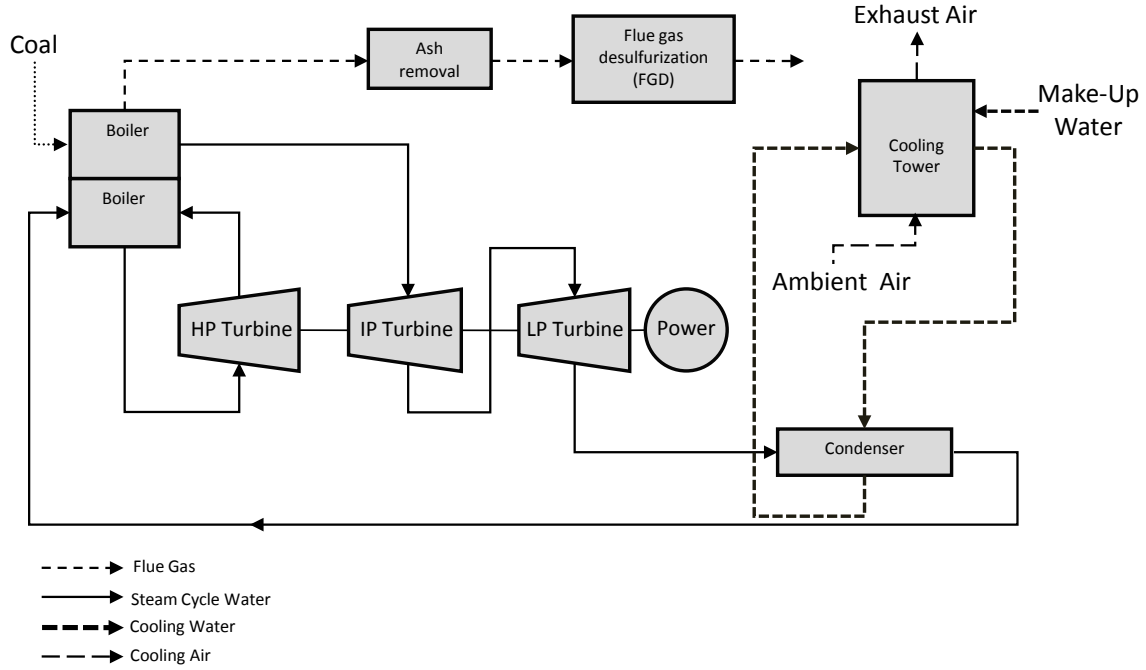 Exhaust Air
Coal
Ash
removal
Flue gas
desulfurization
(FGD)
Make-Up
Water
Boiler
Cooling
Tower
Boiler
Ambient Air
HP Turbine
IP Turbine
LP Turbine
Power
Condenser
Flue Gas
Steam Cycle Water
Cooling Water
Cooling Air